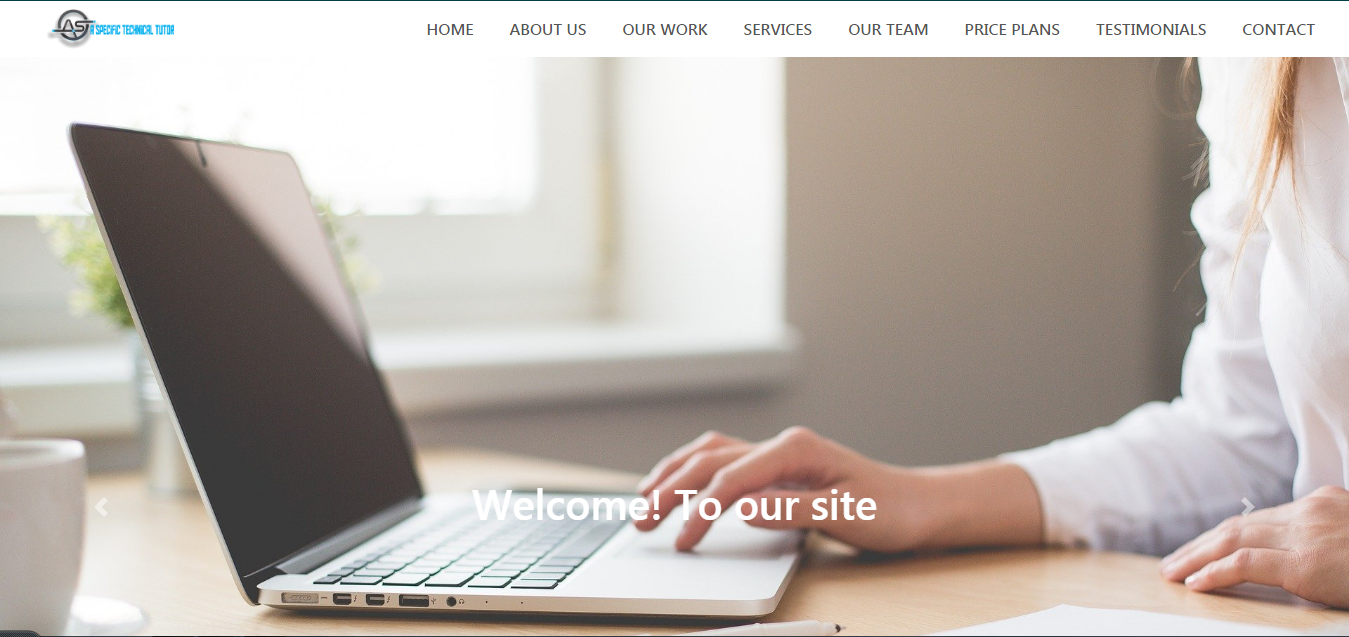 AS A SPECIFIC TECHNICAL TUTOR
HOME ABOUT US OUR WORK SERVICES OUR TEAM PRICE PLANS TESTIMONIALS CONTACT
Welcome! To our site